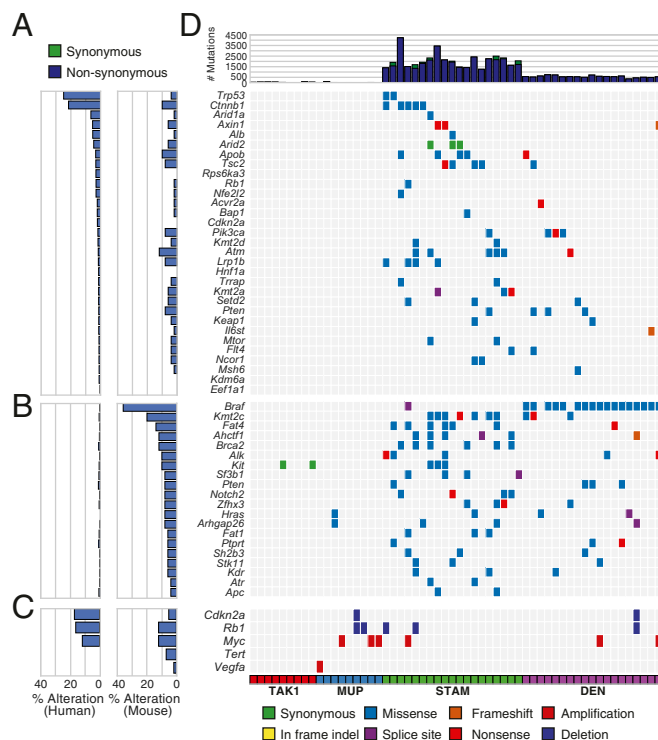 A
D
Synonymous
Non-synonymous
# Mutations
4500
3500
2500
1500
500
0
Trp53
Ctnnb1
Arid1a
Axin1
Alb
Arid2
Apob
Tsc2
Rps6ka3
Rb1
Nfe2l2
Acvr2a
Bap1
Cdkn2a
Pik3ca
Kmt2d
Atm
Lrp1b
Hnf1a
Trrap
Kmt2a
Setd2
Pten
Keap1
Il6st
Mtor
Flt4
Ncor1
Msh6
Kdm6a
Eef1a1
B
Braf
Kmt2c
Fat4
Ahctf1
Brca2
Alk
Kit
Sf3b1
Pten
Notch2
Zfhx3
Hras
Arhgap26
Fat1
Ptprt
Sh2b3
Stk11
Kdr
Atr
Apc
C
Cdkn2a
Rb1
Myc
Tert
Vegfa
40 20 0
40 20 0
% Alteration (Human)
% Alteration (Mouse)
TAK1 MUP STAM DEN
Synonymous Missense Frameshift Amplification
In frame indel Splice site Nonsense Deletion